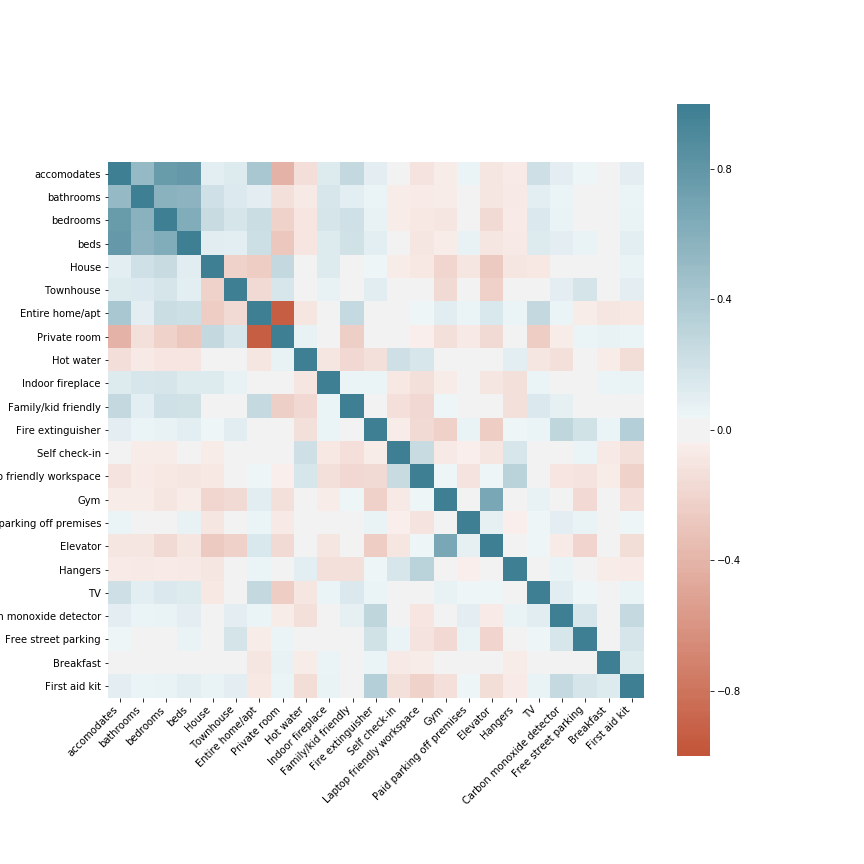 accomodates
bathrooms
bedrooms
beds
House
Townhouse
Entire home/apt
Private room
Hot water
Indoor fireplace
Family/kid friendly
Fire extinguisher
Self check-in
p friendly workspace
Gym
parking off premises
Elevator
Hangers
TV
n monoxide detector
Free street parking
Breakfast
First aid kit
accomodates
bathrooms
bedrooms
beds
House
Townhouse
Entire home/apt
Private room
Hot water
Indoor fireplace
Family/kid friendly
Fire extinguisher
Self check-in
Laptop friendly workspace
Gym
Paid parking off premises
Elevator
Hangers
TV
Carbon monoxide detector
Free street parking
Breakfast
First aid kit
0.8
0.4
0.0
−0.4
−0.8